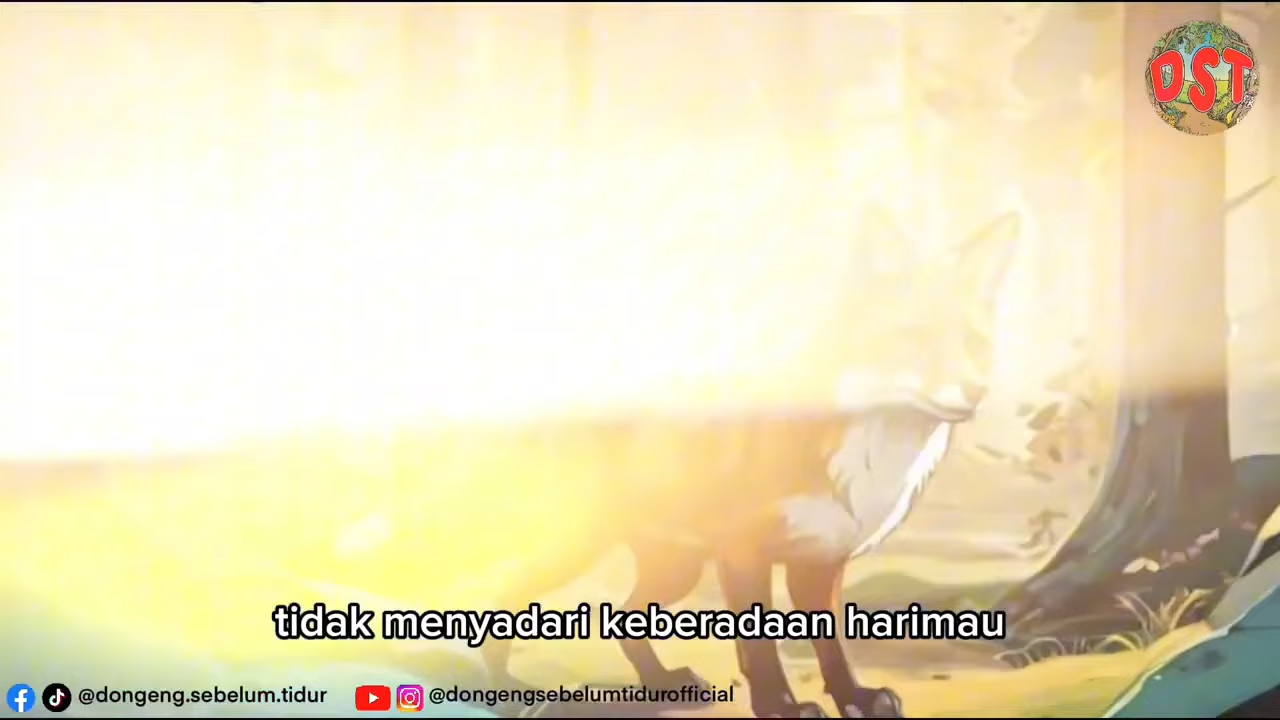 DST
tidak menyadari keberadaan harimau
@dongeng.sebelum.tidur
@dongengsebelumtidurofficial